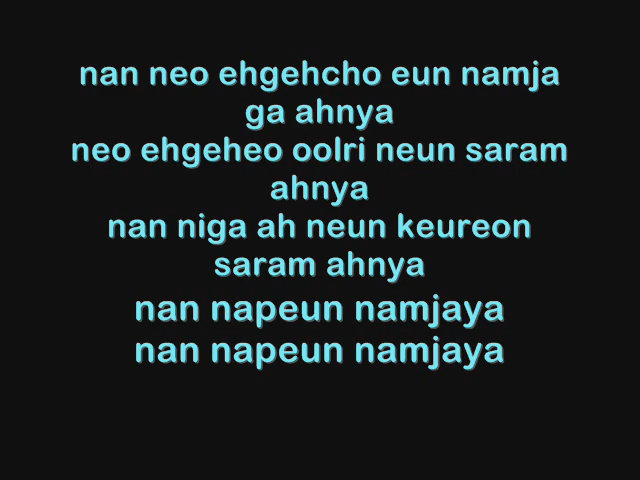 nan neo ehgehcho eun namja
ga ahnya
neo ehgeheo oolri neun saram
ahnya
nan niga ah neun keureon
saram ahnya
nan napeun namjaya
nan napeun namjaya